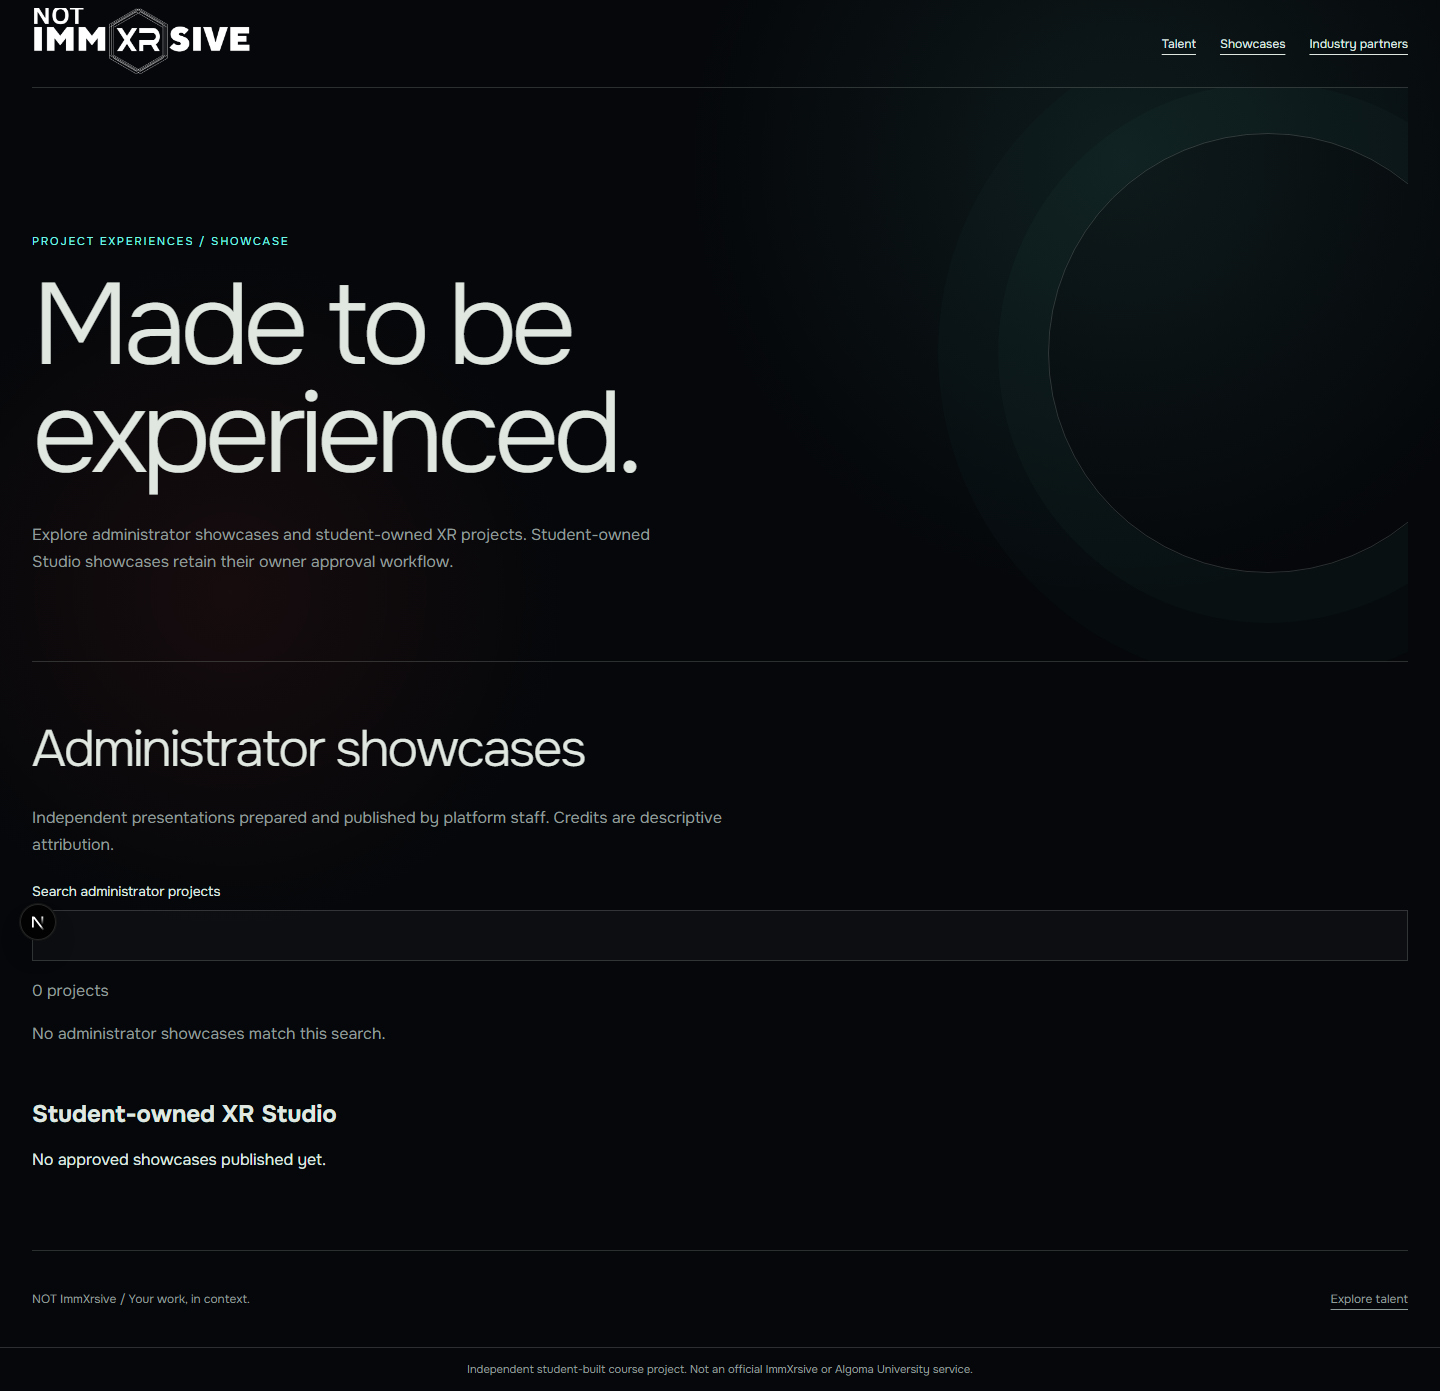 NOT
IMMXRSIVE
Talent
Showcases
Industry partners
PROJECT EXPERIENCES / SHOWCASE
Made to be
experienced.
Explore administrator showcases and student-owned XR projects. Student-owned
Studio showcases retain their owner approval workflow.
Administrator showcases
Independent presentations prepared and published by platform staff. Credits are descriptive
attribution.
Search administrator projects
N
0 projects
No administrator showcases match this search.
Student-owned XR Studio
No approved showcases published yet.
NOT ImmXrsive / Your work, in context.
Explore talent
Independent student-built course project. Not an official ImmXrsive or Algoma University service.